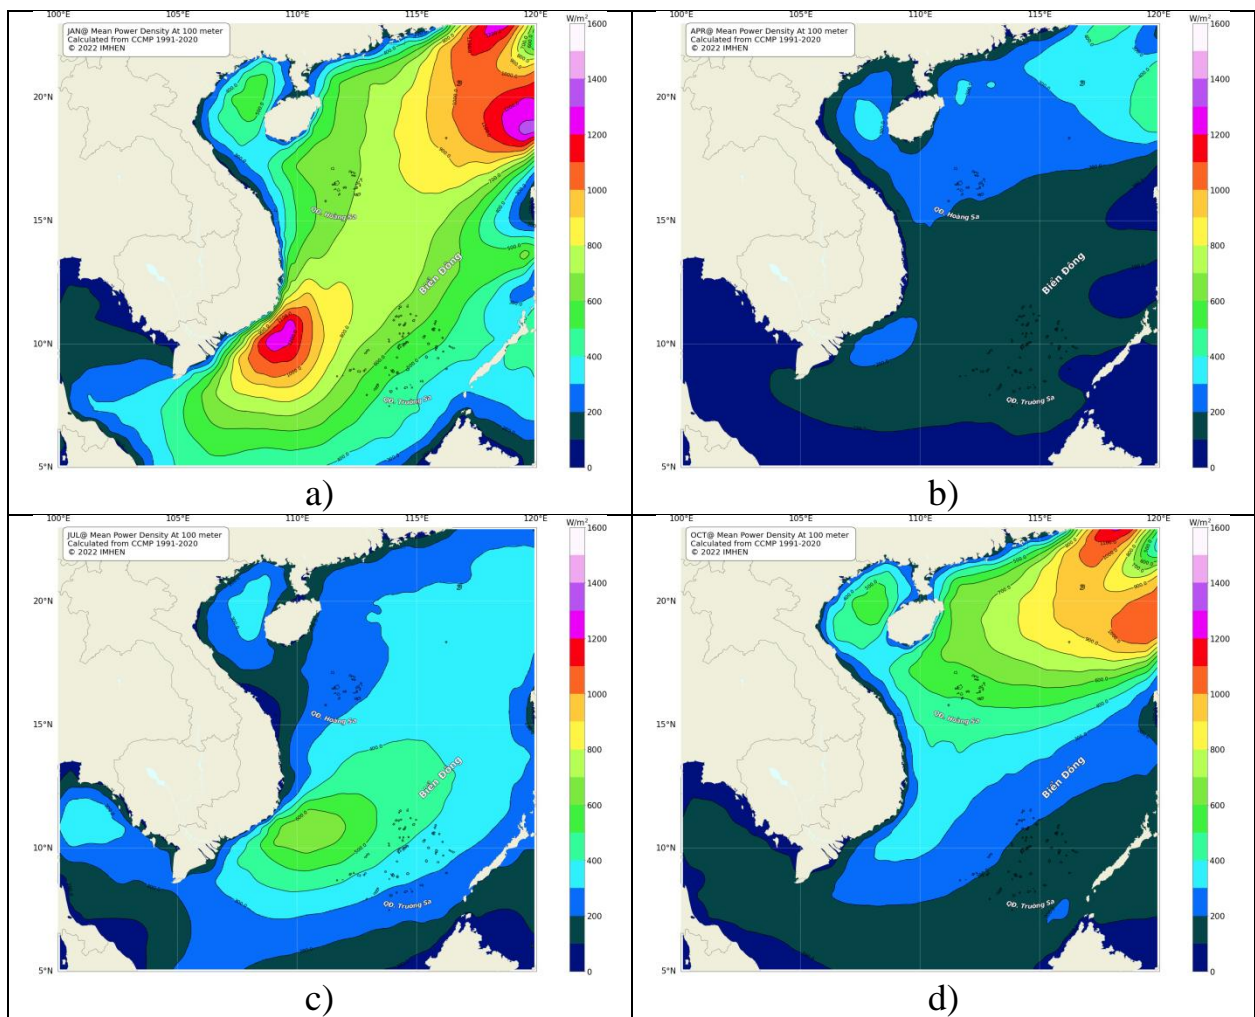 100°E 105°E 110°E 115°E 120°E
W/m²
JAN@ Mean Power Density At 100 meter
Calculated from CCMP 1991-2020
© 2022 IMHEN
20°N
15°N
10°N
5°N
QĐ. Hoàng Sa
Biển Đông
QĐ. Trường Sa
1600
1400
1200
1000
800
600
400
200
0
a)
100°E 105°E 110°E 115°E 120°E
W/m²
APR@ Mean Power Density At 100 meter
Calculated from CCMP 1991-2020
© 2022 IMHEN
20°N
15°N
10°N
5°N
QĐ. Hoàng Sa
Biển Đông
QĐ. Trường Sa
1600
1400
1200
1000
800
600
400
200
0
b)
100°E 105°E 110°E 115°E 120°E
W/m²
JUL@ Mean Power Density At 100 meter
Calculated from CCMP 1991-2020
© 2022 IMHEN
20°N
15°N
10°N
5°N
QĐ. Hoàng Sa
Biển Đông
QĐ. Trường Sa
1600
1400
1200
1000
800
600
400
200
0
c)
100°E 105°E 110°E 115°E 120°E
W/m²
OCT@ Mean Power Density At 100 meter
Calculated from CCMP 1991-2020
© 2022 IMHEN
20°N
15°N
10°N
5°N
QĐ. Hoàng Sa
Biển Đông
QĐ. Trường Sa
1600
1400
1200
1000
800
600
400
200
0
d)